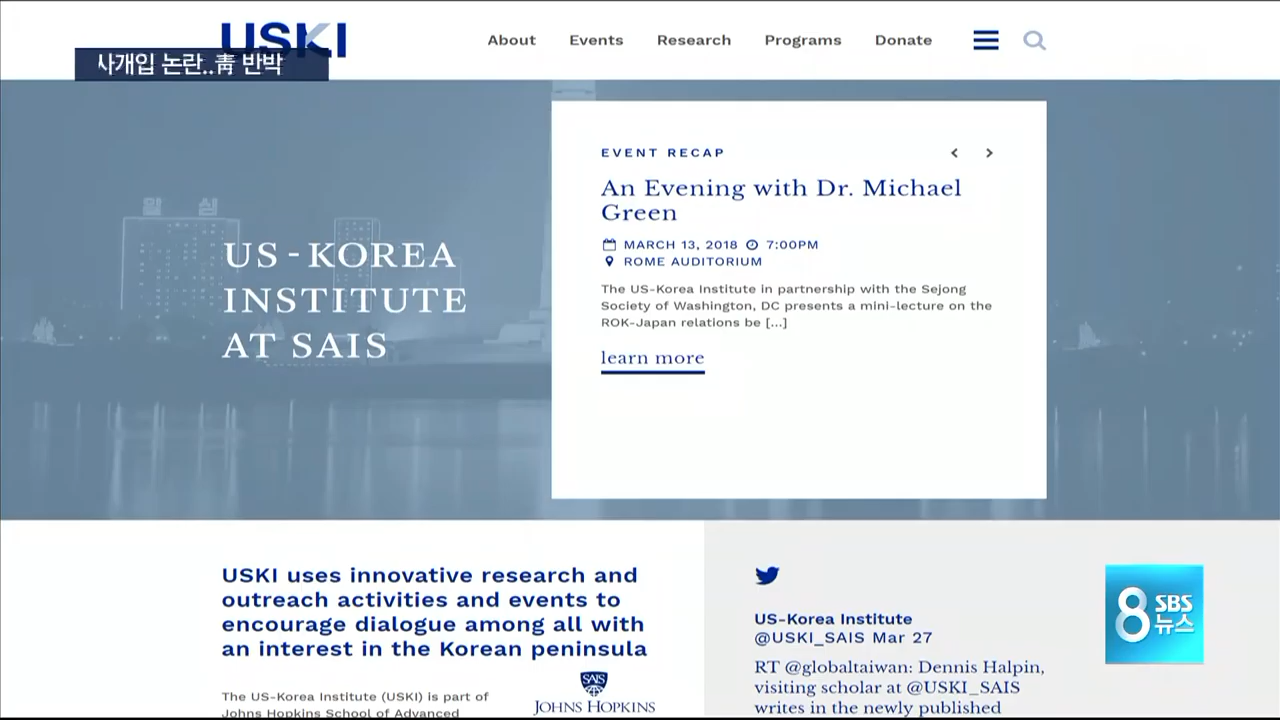 USKI
About Events Research Programs Donate
사개입 논란..靑 반박
EVENT RECAP
An Evening with Dr. Michael
Green
MARCH 13, 2018 7:00PM
ROME AUDITORIUM
The US-Korea Institute in partnership with the Sejong
Society of Washington, DC presents a mini-lecture on the
ROK-Japan relations be [...]
learn more
US-KOREA
INSTITUTE
AT SAIS
USKI uses innovative research and
outreach activities and events to
encourage dialogue among all with
an interest in the Korean peninsula
The US-Korea Institute (USKI) is part of
Johns Hopkins School of Advanced
SAIS
JOHNS HOPKINS
US-Korea Institute
@USKI_SAIS Mar 27
RT @globaltaiwan: Dennis Halpin,
visiting scholar at @USKI_SAIS
writes in the newly published
8 SBS
뉴스